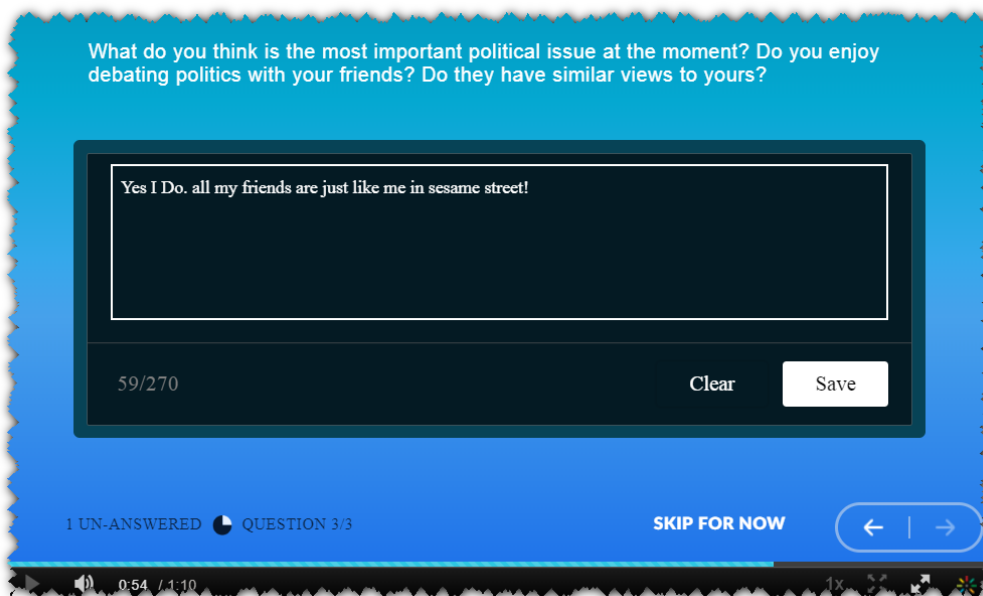 What do you think is the most important political issue at the moment? Do you enjoy
debating politics with your friends? Do they have similar views to yours?
Yes I Do. all my friends are just like me in sesame street!
59/270
Clear
Save
1 UN-ANSWERED
QUESTION 3/3
SKIP FOR NOW
0:54 / 1:10
1x